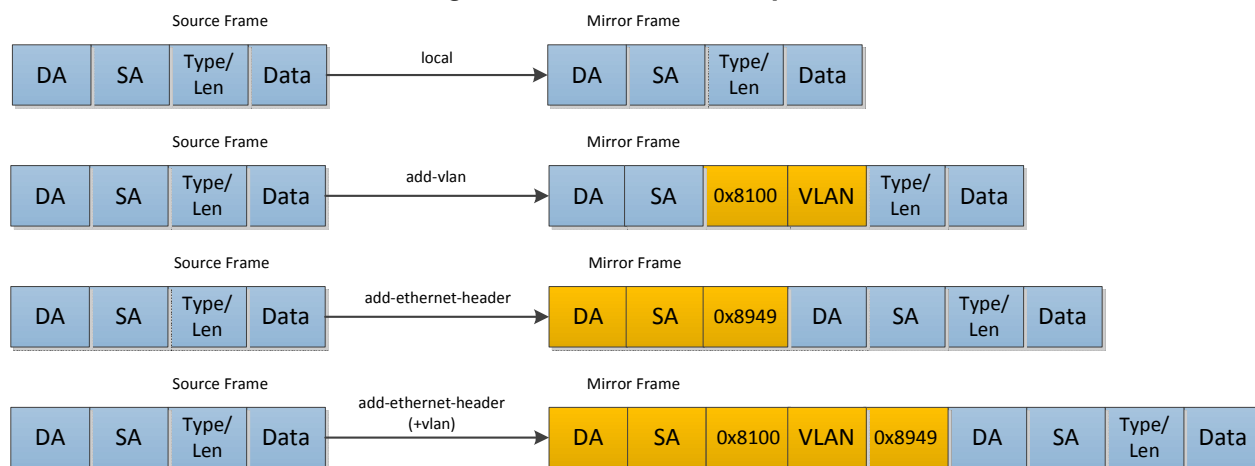 Source Frame Mirror Frame
DA SA Type/ Data local DA SA Type/ Data
Len Len
Source Frame Mirror Frame
DA SA Type/ Data add-vlan DA SA 0x8100 VLAN Type/ Data
Len Len
Source Frame Mirror Frame
DA SA Type/ Data add-ethernet-header DA SA 0x8949 DA SA Type/ Data
Len Len
Source Frame Mirror Frame
DA SA Type/ Data add-ethernet-header DA SA 0x8100 VLAN 0x8949 DA SA Type/ Data
Len (+vlan) Len